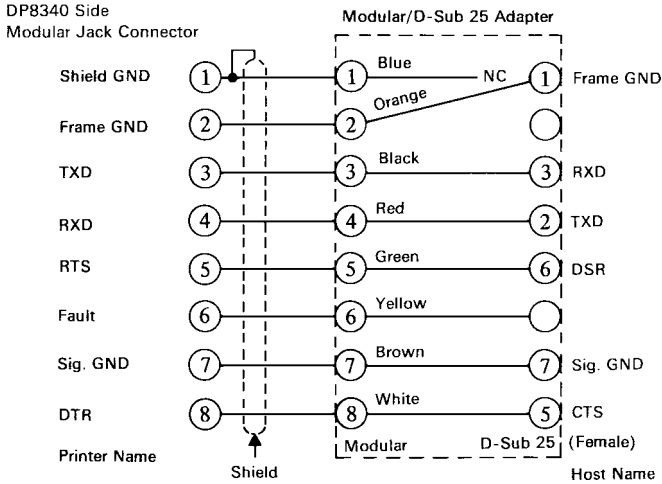 DP8340 Side
Modular Jack Connector
Modular/D-Sub 25 Adapter
Shield GND 1 1 Blue NC 1 Frame GND
Orange
Frame GND 2 2
TXD 3 3 Black 3 RXD
RXD 4 4 Red 2 TXD
RTS 5 5 Green 6 DSR
Fault 6 6 Yellow
Sig. GND 7 7 Brown 7 Sig. GND
DTR 8 8 White 5 CTS
Modular D-Sub 25 (Female)
Printer Name
Shield
Host Name